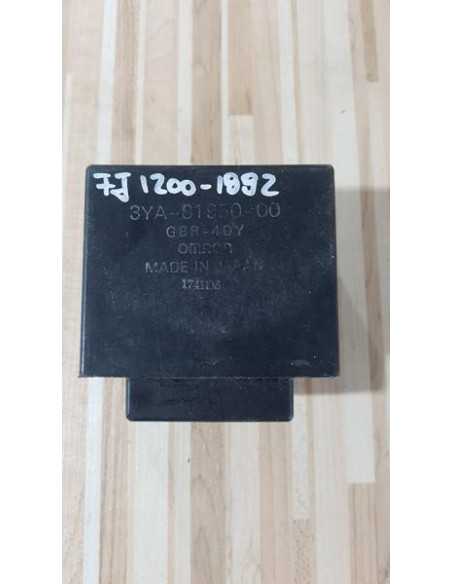 FJ 1200-1992
3YA-81950-00
G8R-40Y
OMRON
MADE IN JAPAN